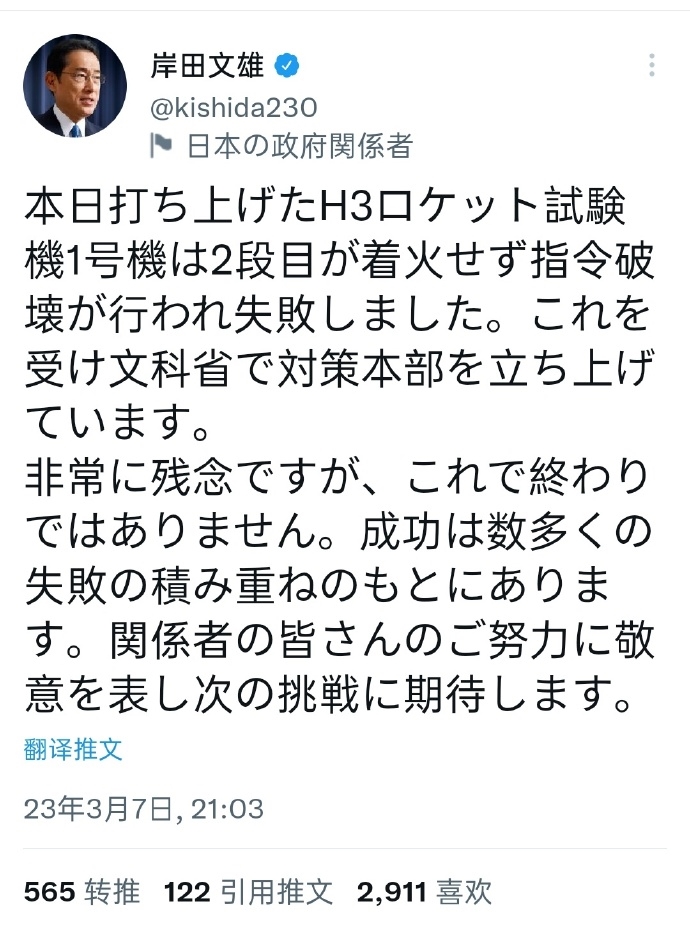 岸田文雄
@kishida230
日本の政府関係者
本日打ち上げたH3ロケット試験
機1号機は2段目が着火せず指令破
壊が行われ失敗しました。これを
受け文科省で対策本部を立ち上げ
ています。
非常に残念ですが、これで終わり
ではありません。成功は数多くの
失敗の積み重ねのもとにありま
す。関係者の皆さんのご努力に敬
意を表し次の挑戦に期待します。
翻译推文
23年3月7日, 21:03
565 转推 122 引用推文 2,911 喜欢